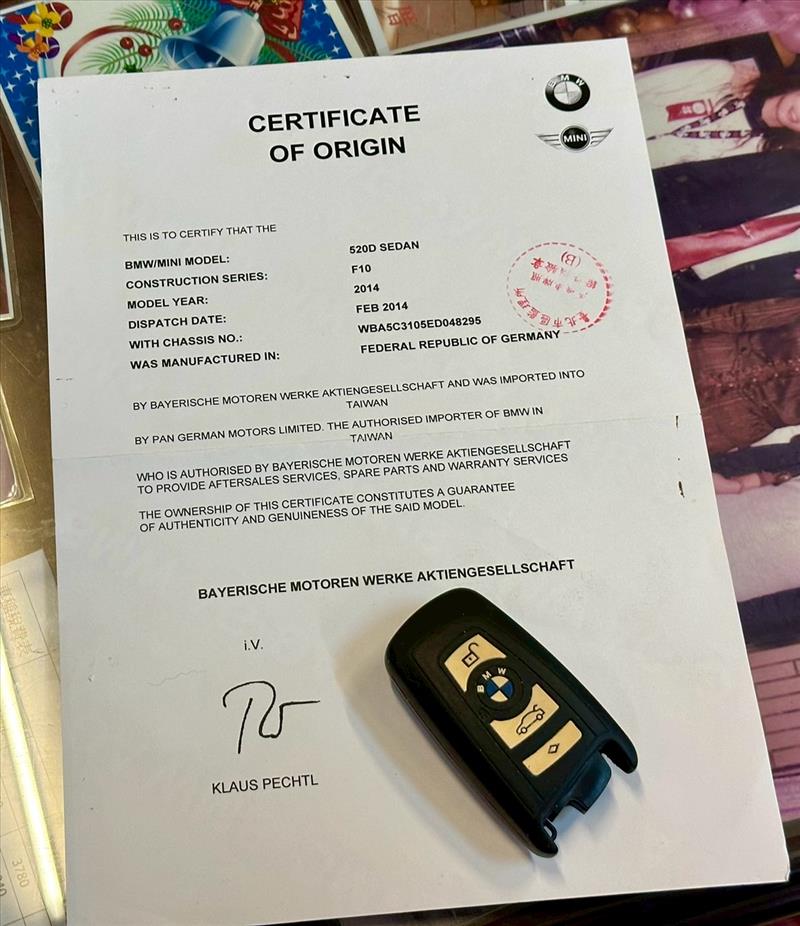 CERTIFICATE
OF ORIGIN
BMW
MINI
THIS IS TO CERTIFY THAT THE
BMW/MINI MODEL: 520D SEDAN
CONSTRUCTION SERIES: F10
MODEL YEAR: 2014
DISPATCH DATE: FEB 2014
WITH CHASSIS NO.: WBA5C3105ED048295
WAS MANUFACTURED IN: FEDERAL REPUBLIC OF GERMANY
(B)
BY BAYERISCHE MOTOREN WERKE AKTIENGESELLSCHAFT AND WAS IMPORTED INTO
TAIWAN
BY PAN GERMAN MOTORS LIMITED. THE AUTHORISED IMPORTER OF BMW IN
TAIWAN
WHO IS AUTHORISED BY BAYERISCHE MOTOREN WERKE AKTIENGESELLSCHAFT
TO PROVIDE AFTERSALES SERVICES, SPARE PARTS AND WARRANTY SERVICES
THE OWNERSHIP OF THIS CERTIFICATE CONSTITUTES A GUARANTEE
OF AUTHENTICITY AND GENUINENESS OF THE SAID MODEL.
BAYERISCHE MOTOREN WERKE AKTIENGESELLSCHAFT
i.V.
KLAUS PECHTL
BMW
3780